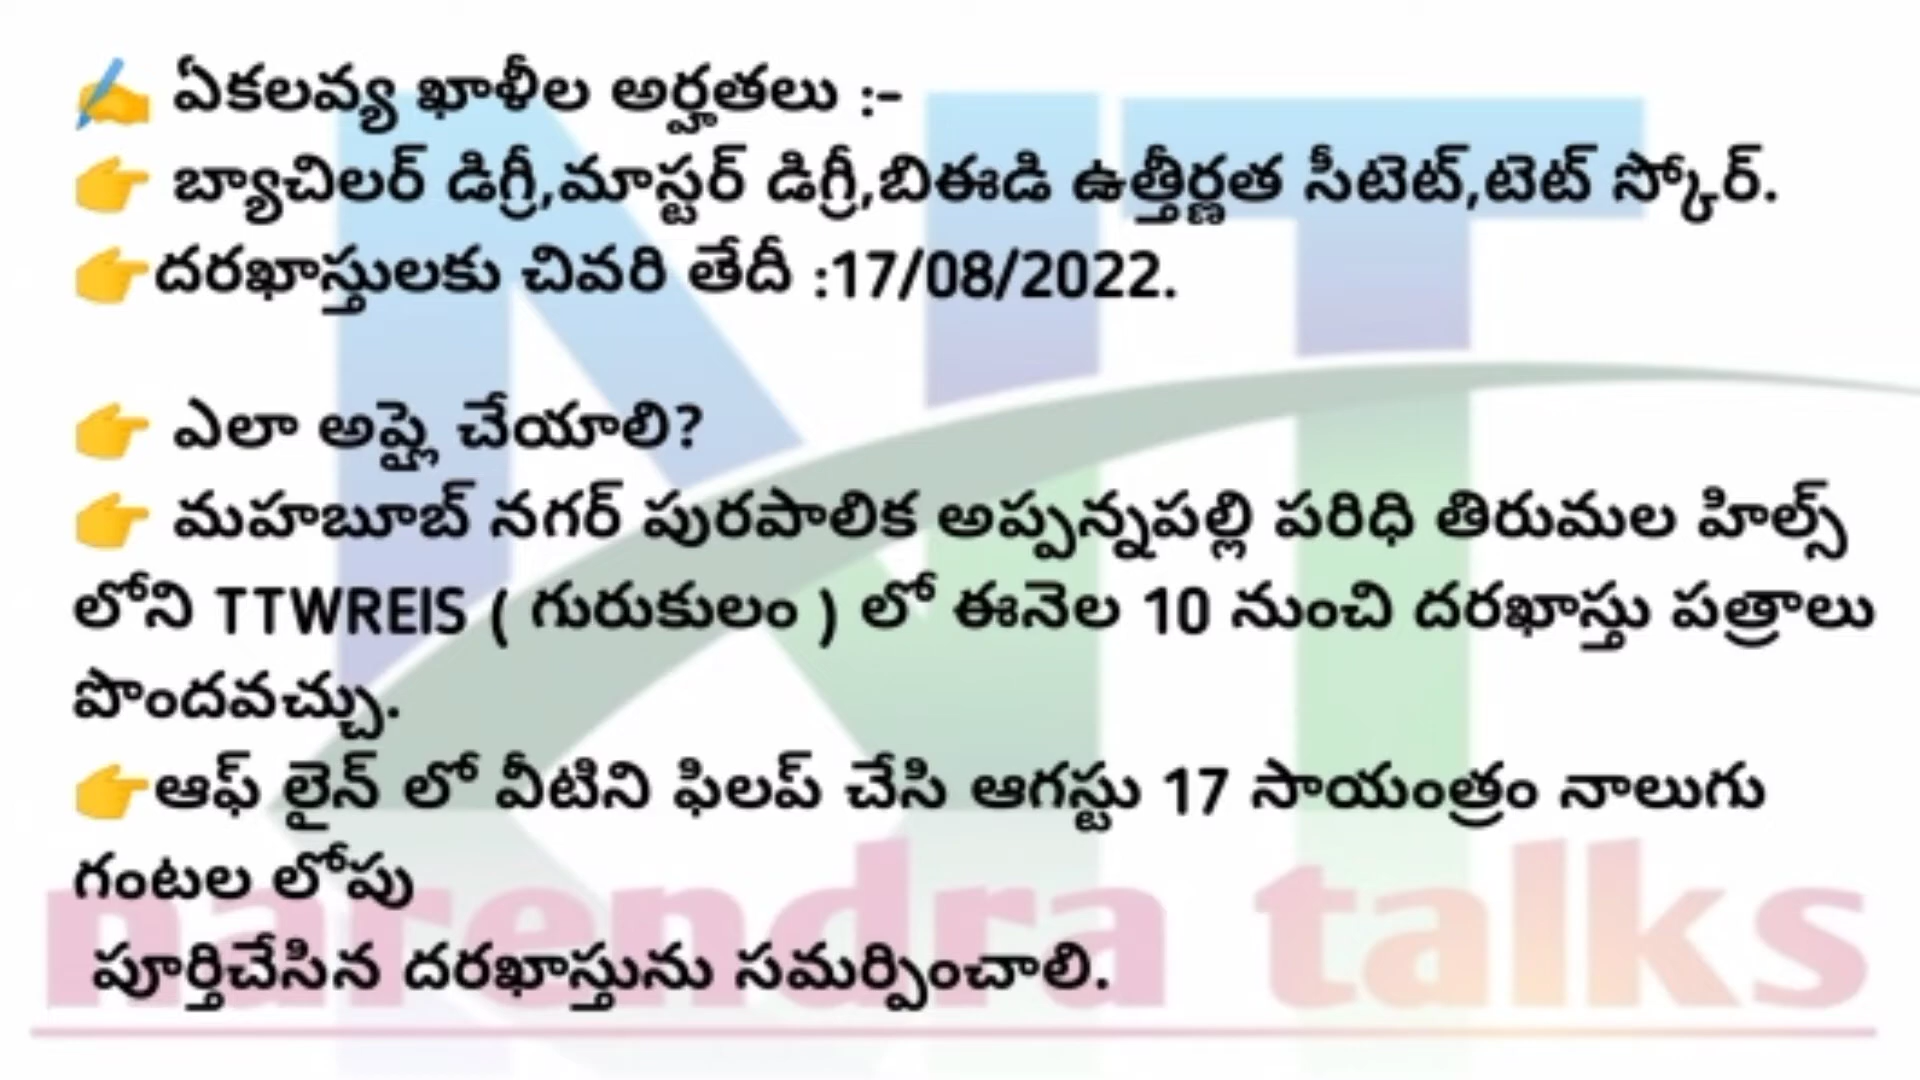 ✍️ ఏకలవ్య ఖాళీల అర్హతలు :-
👉 బ్యాచిలర్ డిగ్రీ,మాస్టర్ డిగ్రీ,బిఈడి ఉత్తీర్ణత సీటెట్,టెట్ స్కోర్.
👉దరఖాస్తులకు చివరి తేదీ :17/08/2022.
👉 ఎలా అప్లై చేయాలి?
👉 మహబూబ్ నగర్ పురపాలిక అప్పన్నపల్లి పరిధి తిరుమల హిల్స్
లోని TTWREIS ( గురుకులం ) లో ఈనెల 10 నుంచి దరఖాస్తు పత్రాలు
పొందవచ్చు.
👉ఆఫ్ లైన్ లో వీటిని ఫిలప్ చేసి ఆగస్టు 17 సాయంత్రం నాలుగు
గంటల లోపు
పూర్తిచేసిన దరఖాస్తును సమర్పించాలి.
NIT
narendra talks